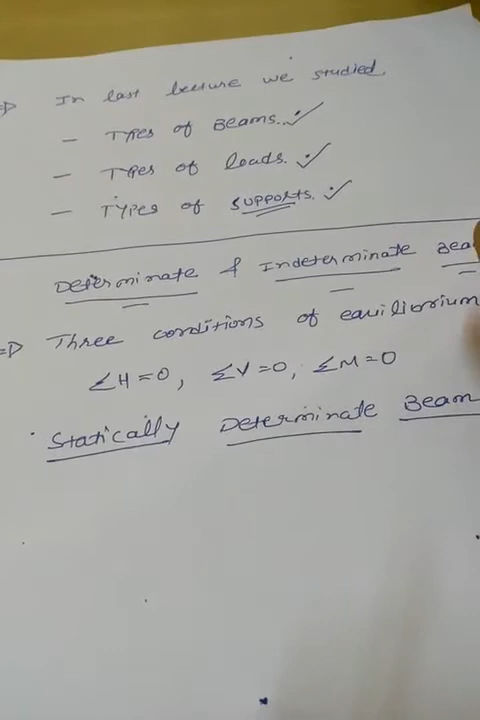 ⇒ In last lecture we studied.
- Types of Beams.
- Types of loads.
- Types of supports.
Determinate & Indeterminate Bea
⇒ Three conditions of equilibrium
ΣH=0, ΣV=0, ΣM=0
Statically Determinate Beam